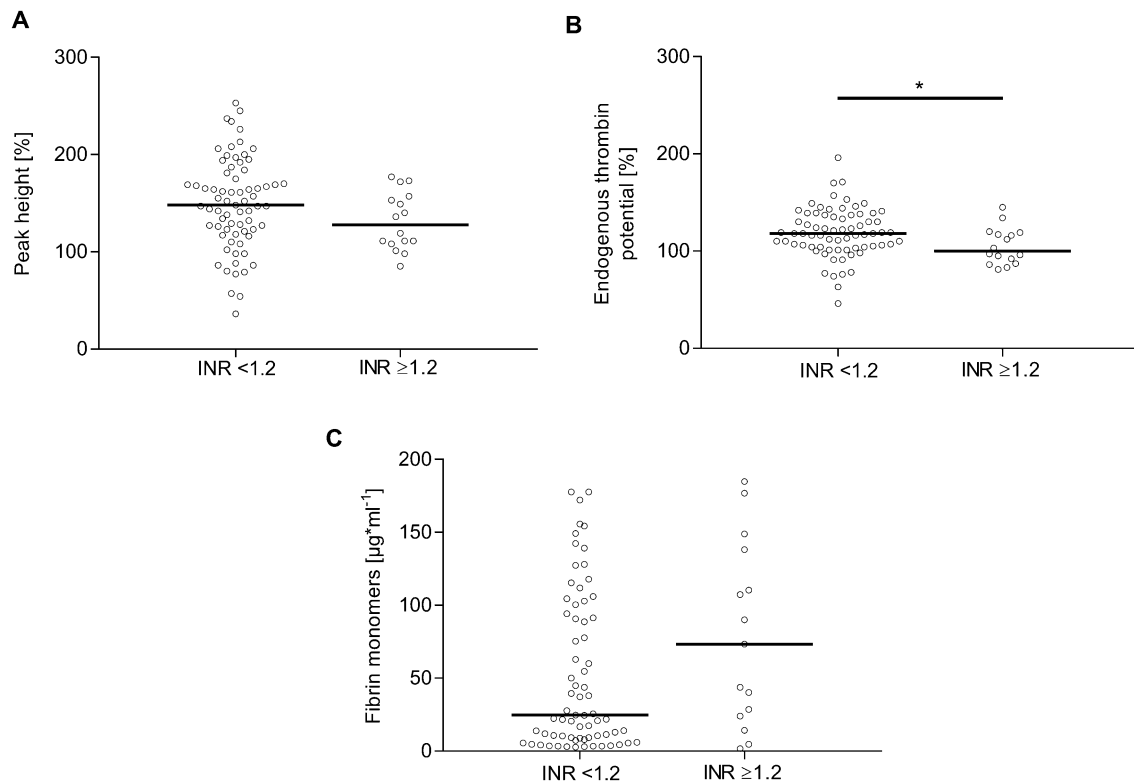 A
Peak height [%]
300
200
100
0
INR <1.2
INR ≥1.2
B
Endogenous thrombin
potential [%]
300
200
100
0
*
INR <1.2
INR ≥1.2
C
Fibrin monomers [µg*ml⁻¹]
200
150
100
50
0
INR <1.2
INR ≥1.2